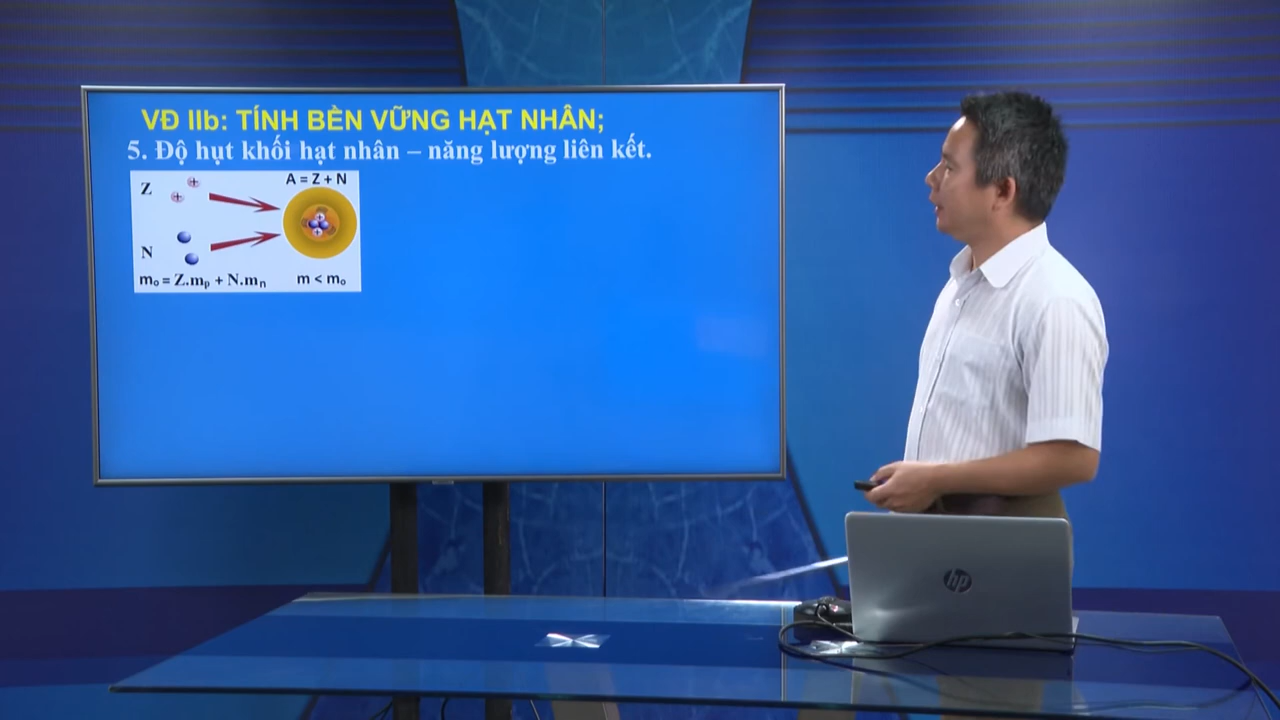 VĐ IIb: TÍNH BỀN VỮNG HẠT NHÂN;
5. Độ hụt khối hạt nhân – năng lượng liên kết.
Z
A = Z + N
N
m₀ = Z.mₚ + N.mₙ
m < m₀
hp